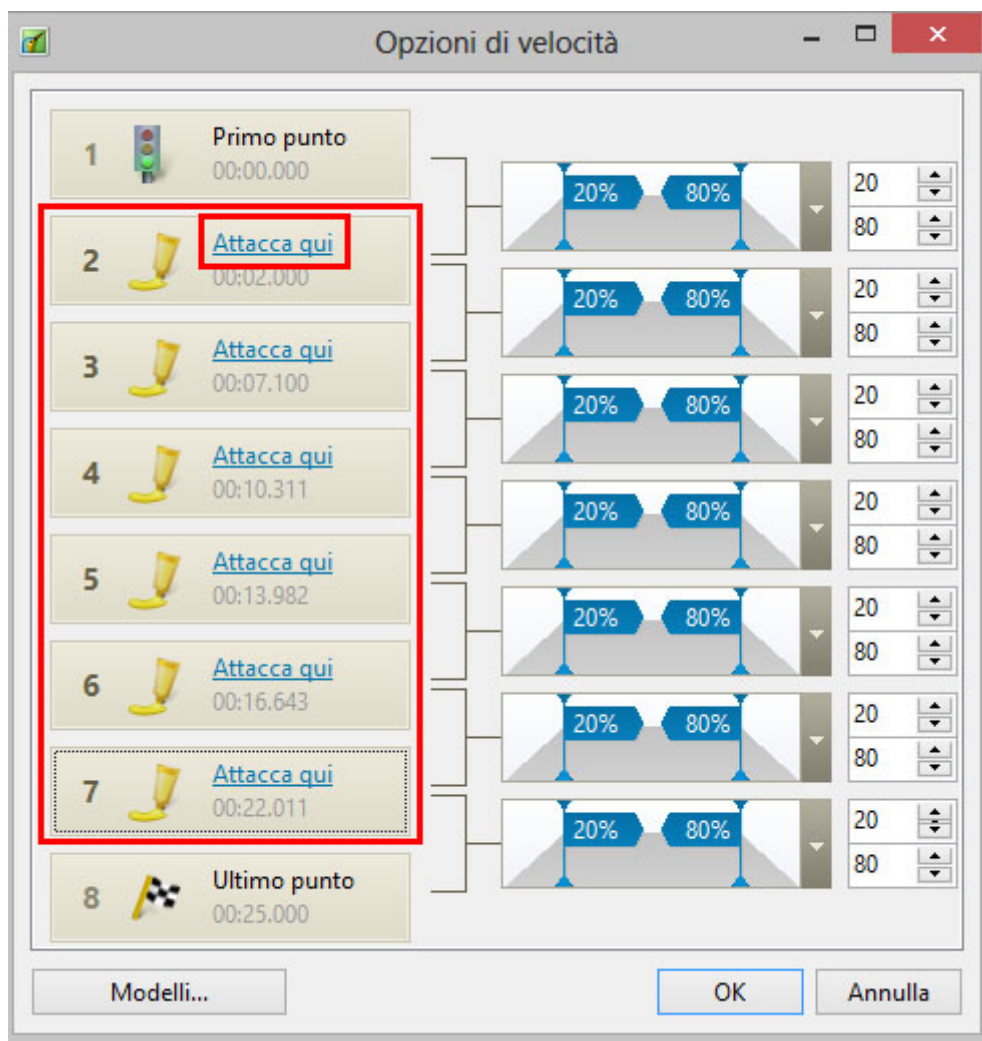 Opzioni di velocità
1 Primo punto
00:00.000
20% 80% 20
80
2 Attacca qui
00:02.000
20% 80% 20
80
3 Attacca qui
00:07.100
20% 80% 20
80
4 Attacca qui
00:10.311
20% 80% 20
80
5 Attacca qui
00:13.982
20% 80% 20
80
6 Attacca qui
00:16.643
20% 80% 20
80
7 Attacca qui
00:22.011
20% 80% 20
80
8 Ultimo punto
00:25.000
Modelli... OK Annulla